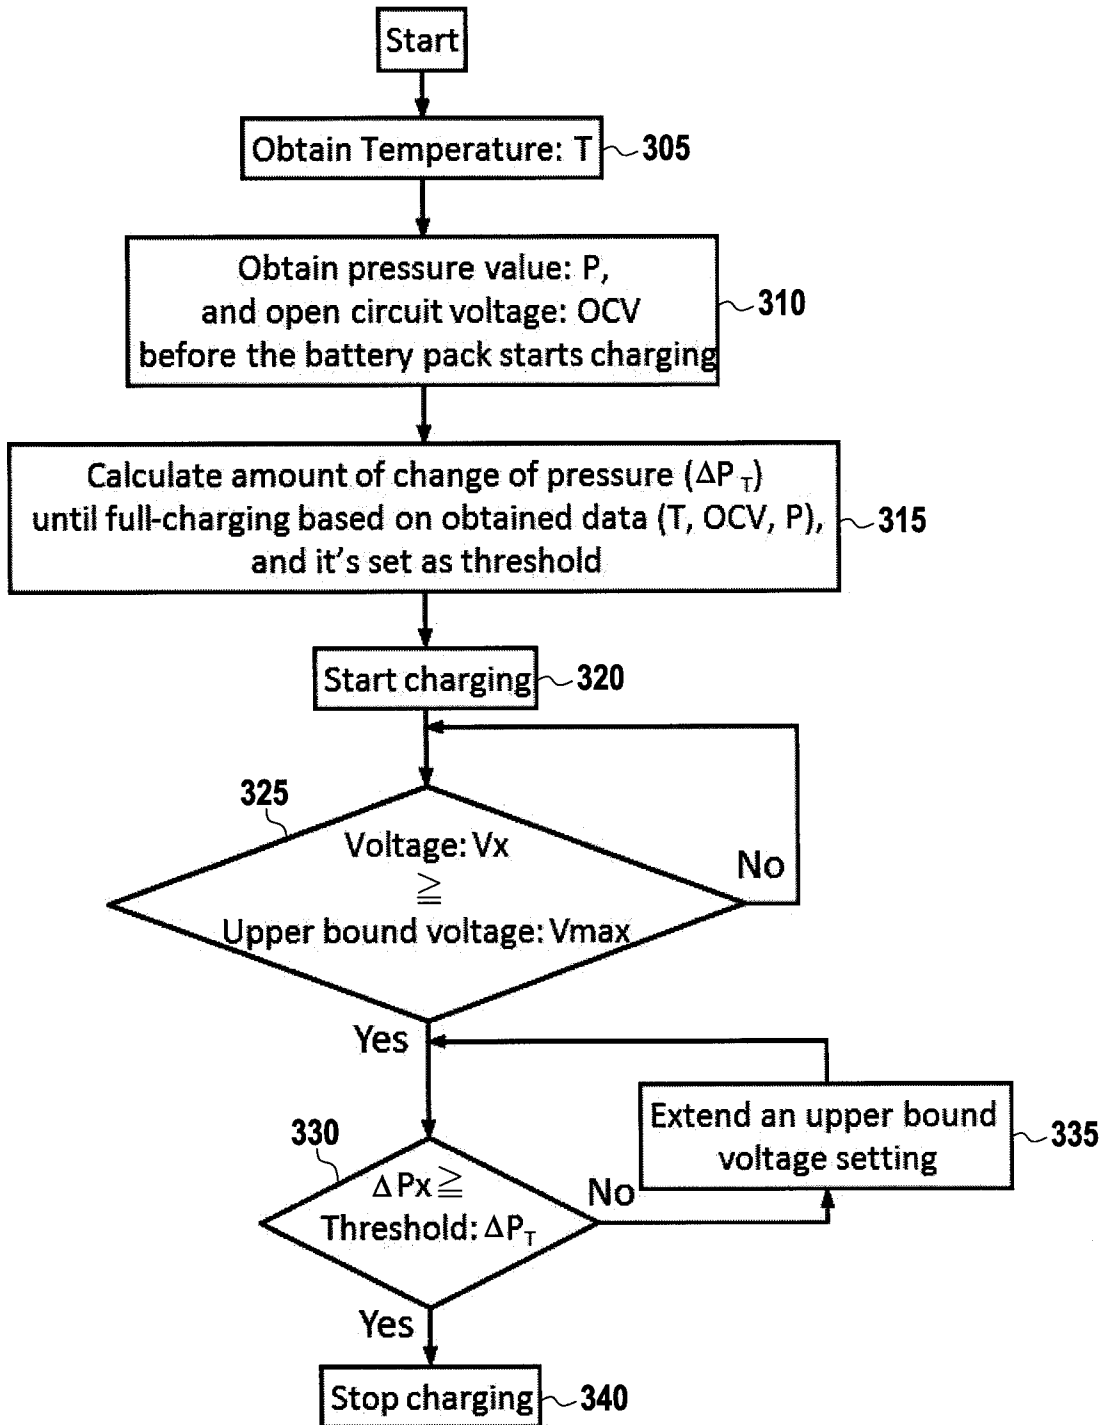 Start
Obtain Temperature: T
305
Obtain pressure value: P,
and open circuit voltage: OCV
before the battery pack starts charging
310
Calculate amount of change of pressure (ΔP_T)
until full-charging based on obtained data (T, OCV, P),
and it's set as threshold
315
Start charging
320
325
Voltage: Vx
≧
Upper bound voltage: Vmax
No
Yes
330
ΔPx ≧
Threshold: ΔP_T
No
Extend an upper bound
voltage setting
335
Yes
Stop charging
340